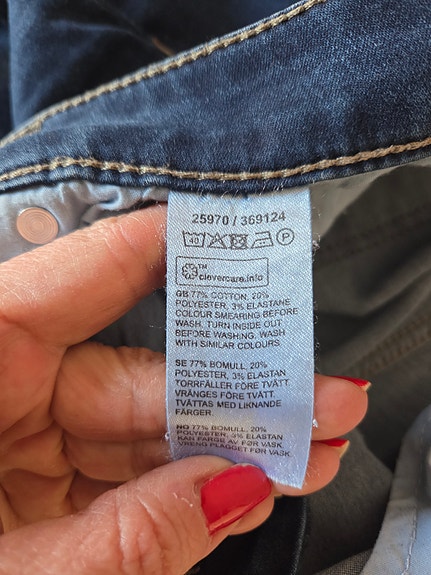 25970 / 369124
40 P
TM
clevercare.info
GB 77% COTTON, 20%
POLYESTER, 3% ELASTANE
COLOUR SMEARING BEFORE
WASH. TURN INSIDE OUT
BEFORE WASHING. WASH
WITH SIMILAR COLOURS.
SE 77% BOMULL, 20%
POLYESTER, 3% ELASTAN
TORRFÄLLER FÖRE TVÄTT.
VRÄNGES FÖRE TVÄTT.
TVÄTTAS MED LIKNANDE
FÄRGER.
NO 77% BOMULL, 20%
POLYESTER, 3% ELASTAN
KAN FARGE AV FØR VASK.
VRENG PLAGGET FØR VASK.